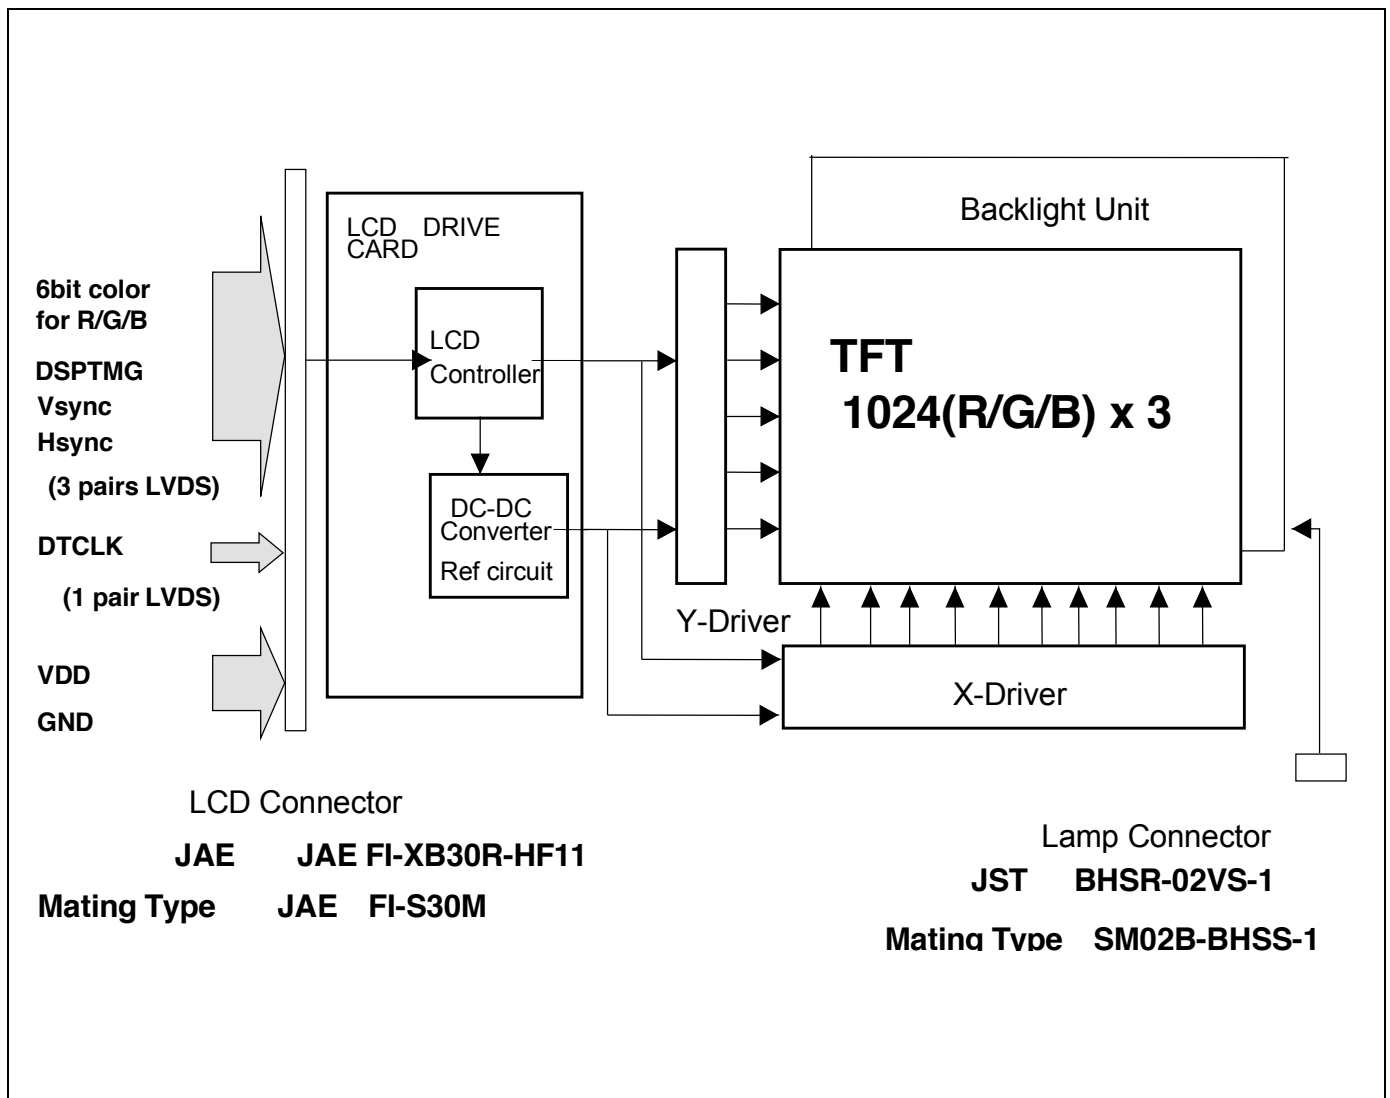 Backlight Unit
LCD DRIVE
CARD
6bit color
for R/G/B
DSPTMG
Vsync
Hsync
(3 pairs LVDS)
DTCLK
(1 pair LVDS)
VDD
GND
LCD
Controller
DC-DC
Converter
Ref circuit
TFT
1024(R/G/B) x 3
Y-Driver
X-Driver
LCD Connector
JAE JAE FI-XB30R-HF11
Mating Type JAE FI-S30M
Lamp Connector
JST BHSR-02VS-1
Mating Type SM02B-BHSS-1